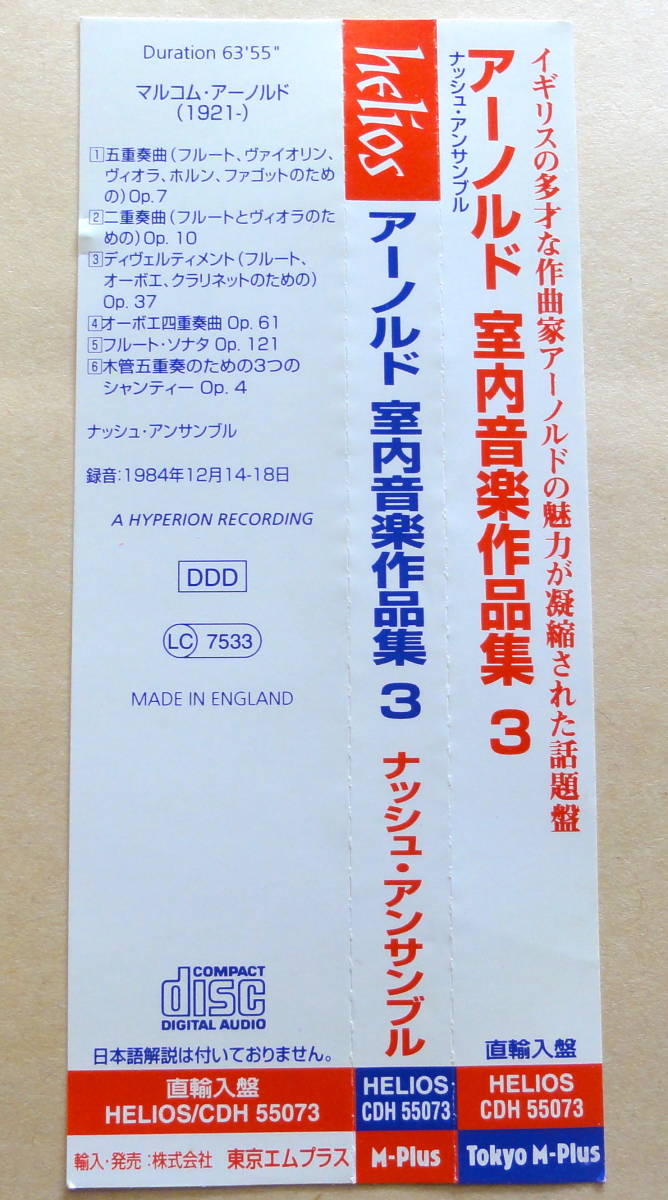 Duration 63'55"
マルコム・アーノルド
(1921-)
1 五重奏曲(フルート、ヴァイオリン、
ヴィオラ、ホルン、ファゴットのため
の)Op.7
2 二重奏曲(フルートとヴィオラのた
めの)Op. 10
3 ディヴェルティメント(フルート、
オーボエ、クラリネットのための)
Op. 37
4 オーボエ四重奏曲 Op. 61
5 フルート・ソナタ Op. 121
6 木管五重奏のための3つの
シャンティー Op. 4
ナッシュ・アンサンブル
録音:1984年12月14-18日
A HYPERION RECORDING
DDD
LC 7533
MADE IN ENGLAND
COMPACT
disc
DIGITAL AUDIO
日本語解説は付いておりません。
直輸入盤
HELIOS/CDH 55073
輸入・発売:株式会社 東京エムプラス
helios
アーノルド 室内音楽作品集 3
ナッシュ・アンサンブル
HELIOS
CDH 55073
M-Plus
イギリスの多才な作曲家アーノルドの魅力が凝縮された話題盤
アーノルド 室内音楽作品集 3
ナッシュ・アンサンブル
直輸入盤
HELIOS
CDH 55073
Tokyo M-Plus